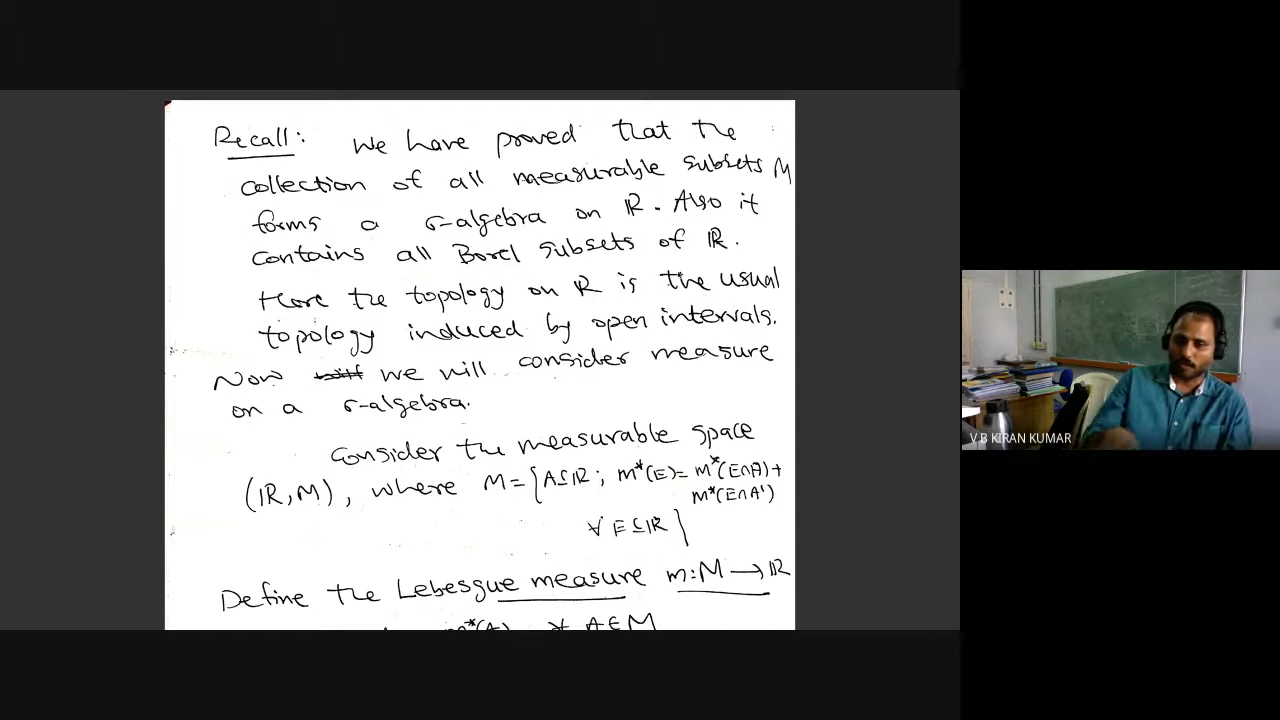 Recall: We have proved that the
collection of all measurable subsets M
forms a σ-algebra on ℝ. Also it
contains all Borel subsets of ℝ.
Here the topology on ℝ is the usual
topology induced by open intervals.
Now we will consider measure
on a σ-algebra.
Consider the measurable space
(ℝ, M), where M = {A⊆ℝ ; m*(E) = m*(E∩A) +
m*(E∩A')
∀ E⊆ℝ}
Define the Lebesgue measure m: M → ℝ
m*(A) ∀ A∈M
V B KIRAN KUMAR